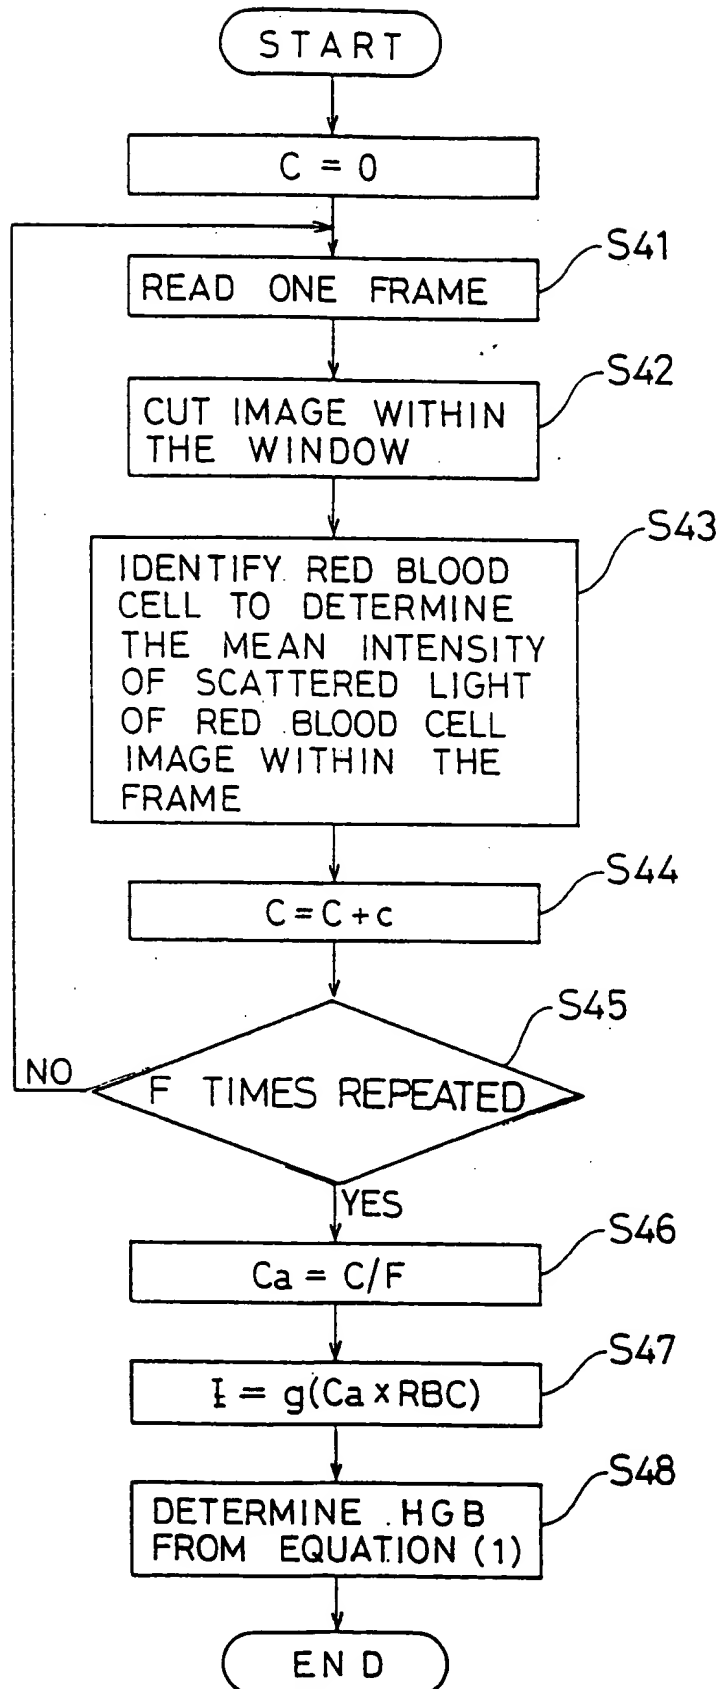 START
C = 0
S41
READ ONE FRAME
S42
CUT IMAGE WITHIN
THE WINDOW
S43
IDENTIFY RED BLOOD
CELL TO DETERMINE
THE MEAN INTENSITY
OF SCATTERED LIGHT
OF RED BLOOD CELL
IMAGE WITHIN THE
FRAME
S44
C = C + c
S45
F TIMES REPEATED
NO
YES
S46
Ca = C/F
S47
I = g(Ca x RBC)
S48
DETERMINE HGB
FROM EQUATION (1)
END